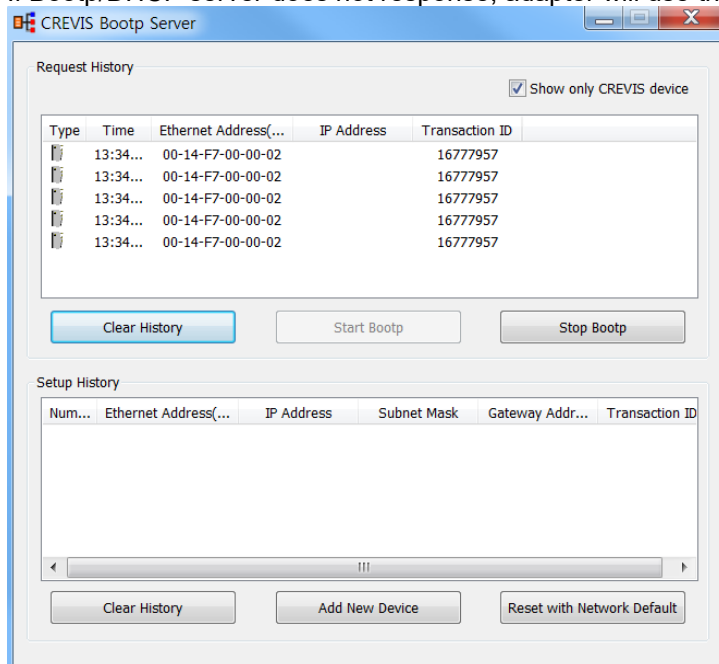 CREVIS Bootp Server
Request History
Show only CREVIS device
Type Time Ethernet Address(... IP Address Transaction ID
13:34... 00-14-F7-00-00-02 16777957
13:34... 00-14-F7-00-00-02 16777957
13:34... 00-14-F7-00-00-02 16777957
13:34... 00-14-F7-00-00-02 16777957
13:34... 00-14-F7-00-00-02 16777957
Clear History Start Bootp Stop Bootp
Setup History
Num... Ethernet Address(... IP Address Subnet Mask Gateway Addr... Transaction ID
Clear History Add New Device Reset with Network Default